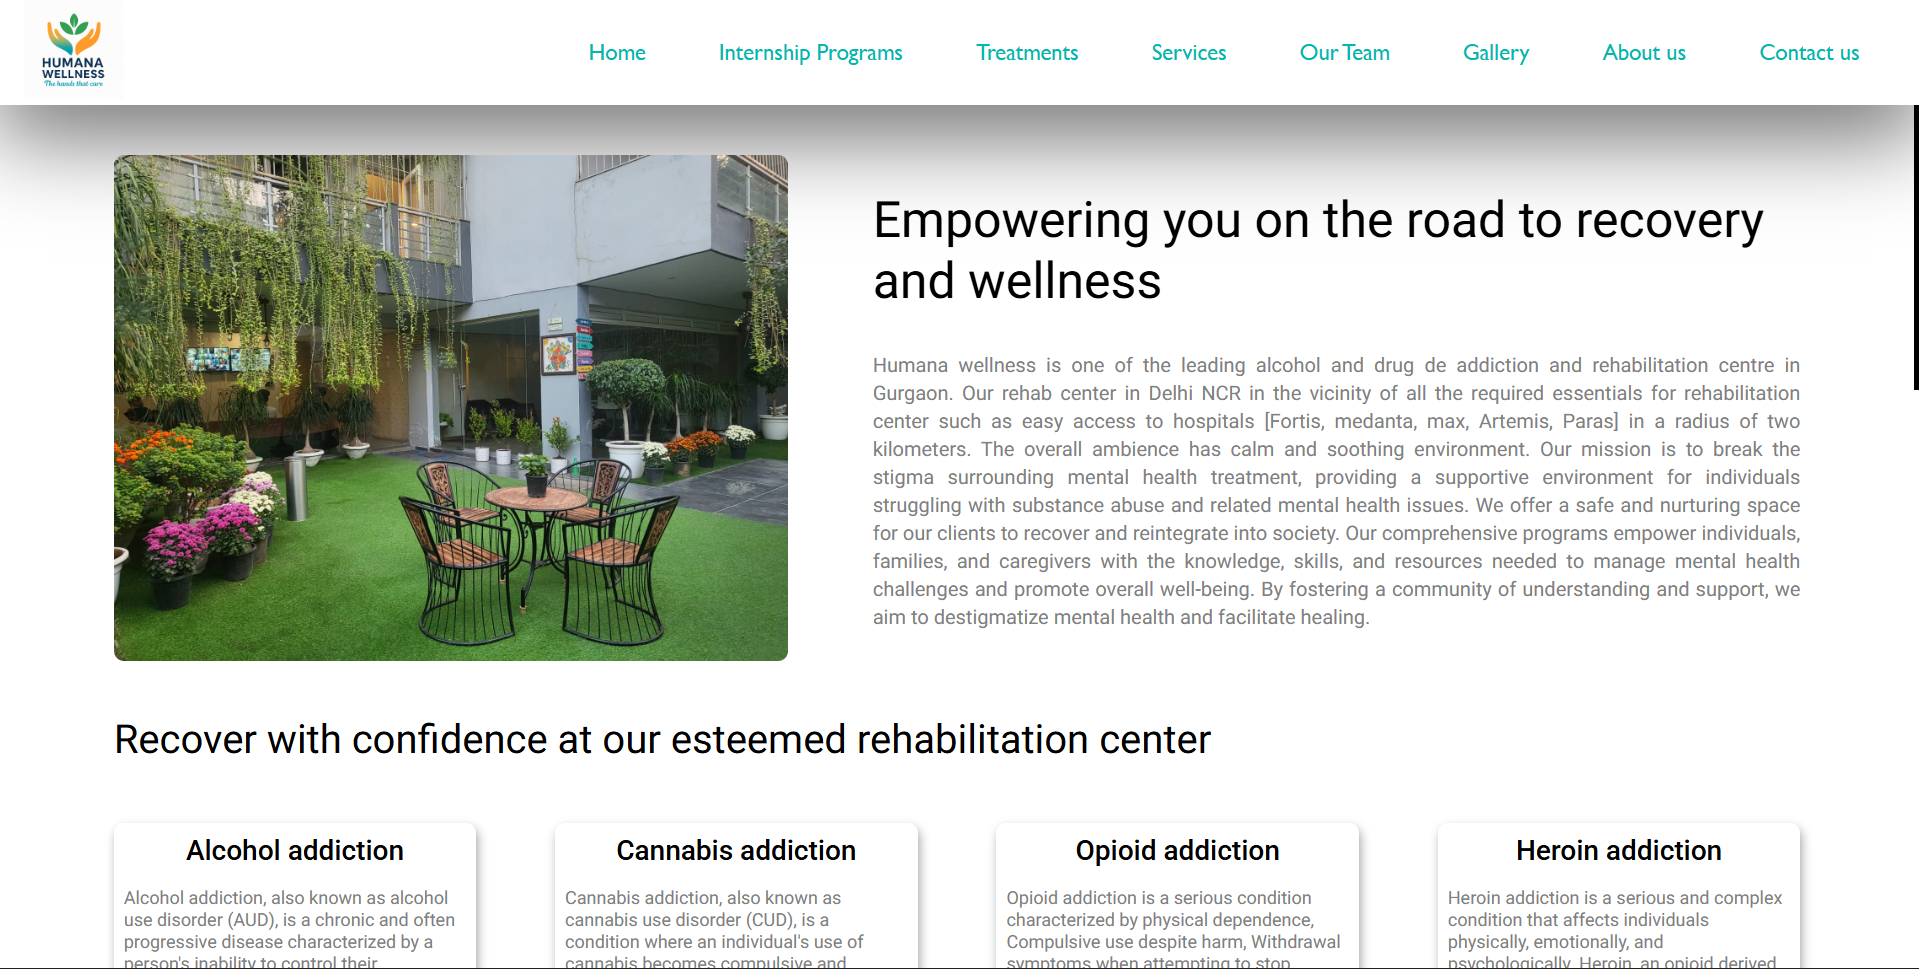 HUMANA
WELLNESS
The hands that care
Home
Internship Programs
Treatments
Services
Our Team
Gallery
About us
Contact us
Empowering you on the road to recovery
and wellness
Humana wellness is one of the leading alcohol and drug de addiction and rehabilitation centre in
Gurgaon. Our rehab center in Delhi NCR in the vicinity of all the required essentials for rehabilitation
center such as easy access to hospitals [Fortis, medanta, max, Artemis, Paras] in a radius of two
kilometers. The overall ambience has calm and soothing environment. Our mission is to break the
stigma surrounding mental health treatment, providing a supportive environment for individuals
struggling with substance abuse and related mental health issues. We offer a safe and nurturing space
for our clients to recover and reintegrate into society. Our comprehensive programs empower individuals,
families, and caregivers with the knowledge, skills, and resources needed to manage mental health
challenges and promote overall well-being. By fostering a community of understanding and support, we
aim to destigmatize mental health and facilitate healing.
Recover with confidence at our esteemed rehabilitation center
Alcohol addiction
Alcohol addiction, also known as alcohol
use disorder (AUD), is a chronic and often
progressive disease characterized by a
person's inability to control their
Cannabis addiction
Cannabis addiction, also known as
cannabis use disorder (CUD), is a
condition where an individual's use of
cannabis becomes compulsive and
Opioid addiction
Opioid addiction is a serious condition
characterized by physical dependence,
Compulsive use despite harm, Withdrawal
symptoms when attempting to stop
Heroin addiction
Heroin addiction is a serious and complex
condition that affects individuals
physically, emotionally, and
psychologically. Heroin, an opioid derived